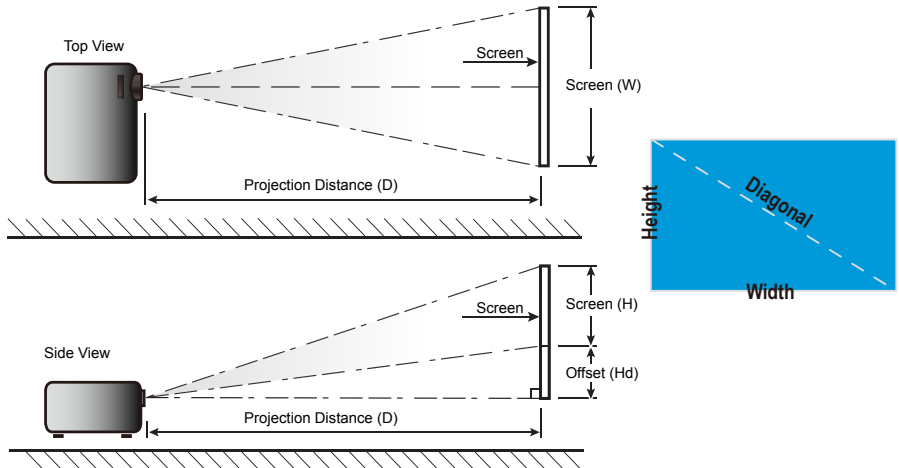 Top View
Screen
Screen (W)
Projection Distance (D)
Height
Diagonal
Width
Screen (H)
Screen
Side View
Offset (Hd)
Projection Distance (D)